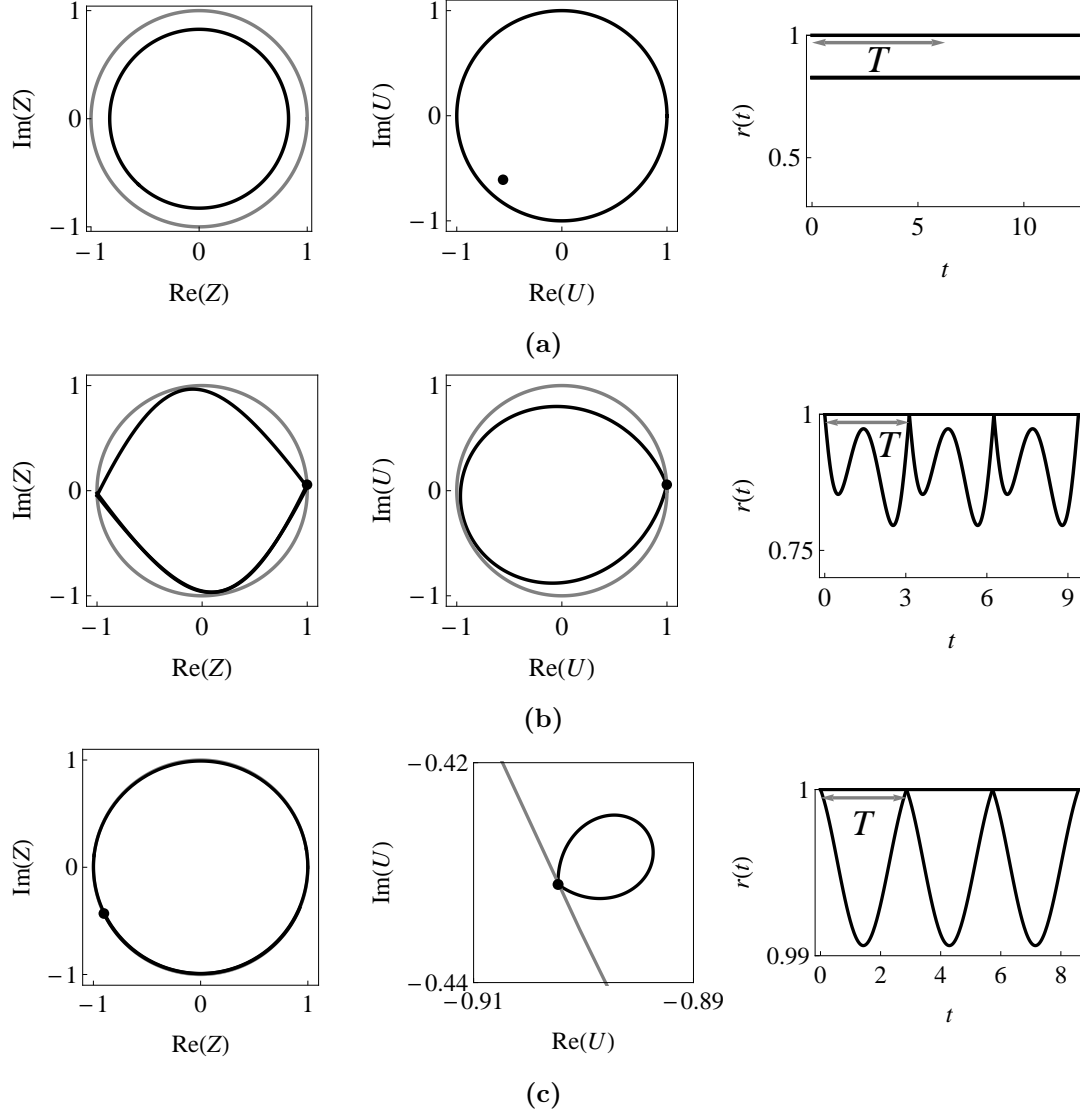 1
0
−1
Im(Z)
−1 0 1
Re(Z)
1
0
−1
Im(U)
−1 0 1
Re(U)
1
0.5
r(t)
T
0 5 10
t
(a)
1
0
−1
Im(Z)
−1 0 1
Re(Z)
1
0
−1
Im(U)
−1 0 1
Re(U)
1
0.75
r(t)
T
0 3 6 9
t
(b)
1
0
−1
Im(Z)
−1 0 1
Re(Z)
−0.42
−0.44
Im(U)
−0.91 −0.89
Re(U)
1
0.99
r(t)
T
0 2 4 6 8
t
(c)